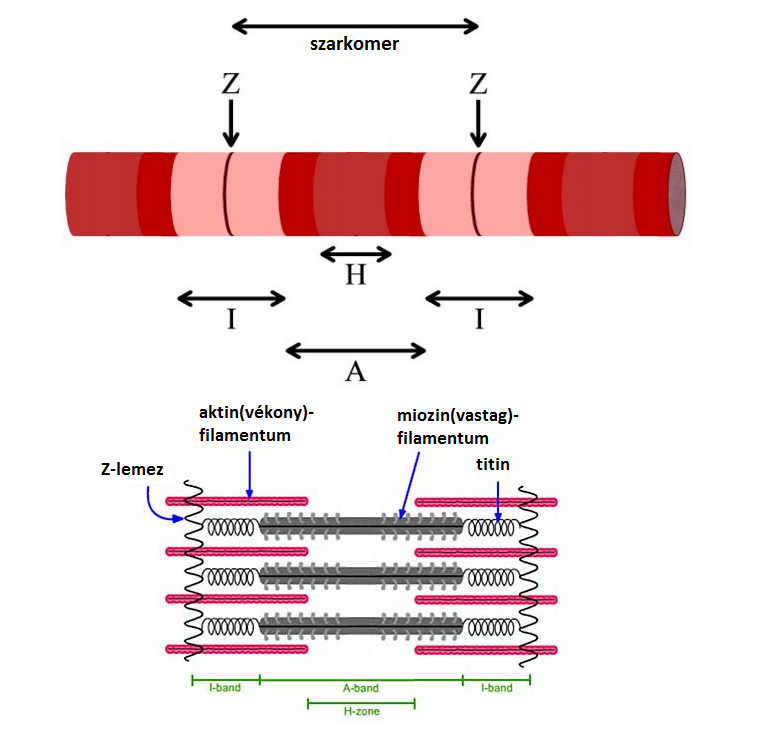 szarkomer
Z Z
H
I I
A
aktin(vékony)-
filamentum
miozin(vastag)-
filamentum
titin
Z-lemez
I-band A-band I-band
H-zone